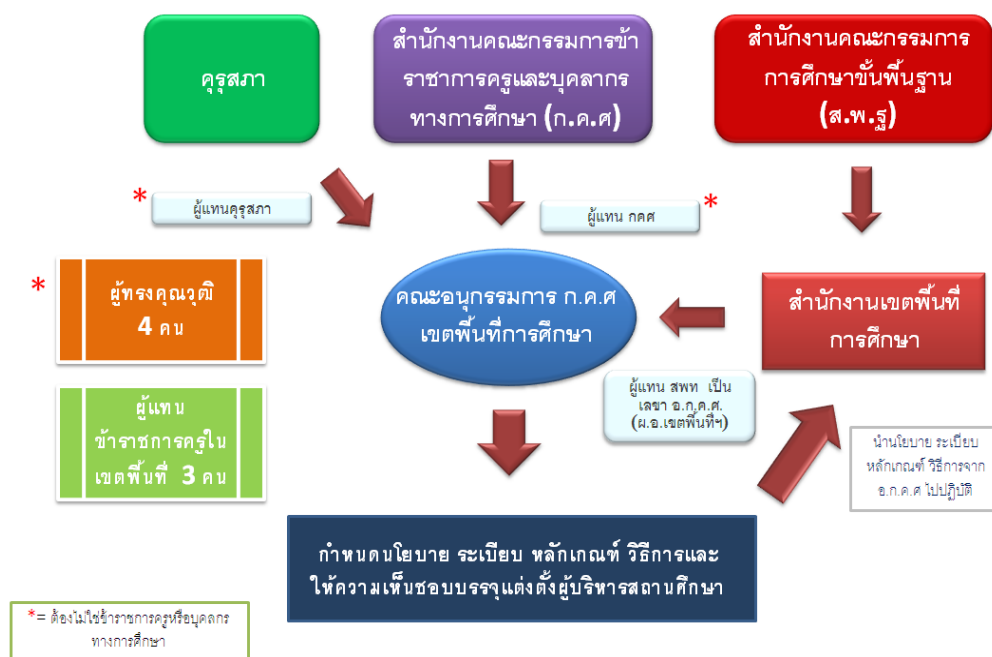 คุรุสภา
สำนักงานคณะกรรมการข้า
ราชาการครูและบุคลากร
ทางการศึกษา (ก.ค.ศ)
สำนักงานคณะกรรมการ
การศึกษาขั้นพื้นฐาน
(ส.พ.ฐ)
* ผู้แทนคุรุสภา
ผู้แทน กคศ *
* ผู้ทรงคุณวุฒิ
4 คน
คณะอนุกรรมการ ก.ค.ศ
เขตพื้นที่การศึกษา
สำนักงานเขตพื้นที่
การศึกษา
ผู้แทน สพท เป็น
เลขา อ.ก.ค.ศ.
(ผ.อ.เขตพื้นที่ฯ)
ผู้แทน
ข้าราชการครูใน
เขตพื้นที่ 3 คน
นำนโยบาย ระเบียบ
หลักเกณฑ์ วิธีการจาก
อ.ก.ค.ศ ไปปฏิบัติ
กำหนดนโยบาย ระเบียบ หลักเกณฑ์ วิธีการและ
ให้ความเห็นชอบบรรจุแต่งตั้งผู้บริหารสถานศึกษา
*= ต้องไม่ใช่ข้าราชการครูหรือบุคลกร
ทางการศึกษา